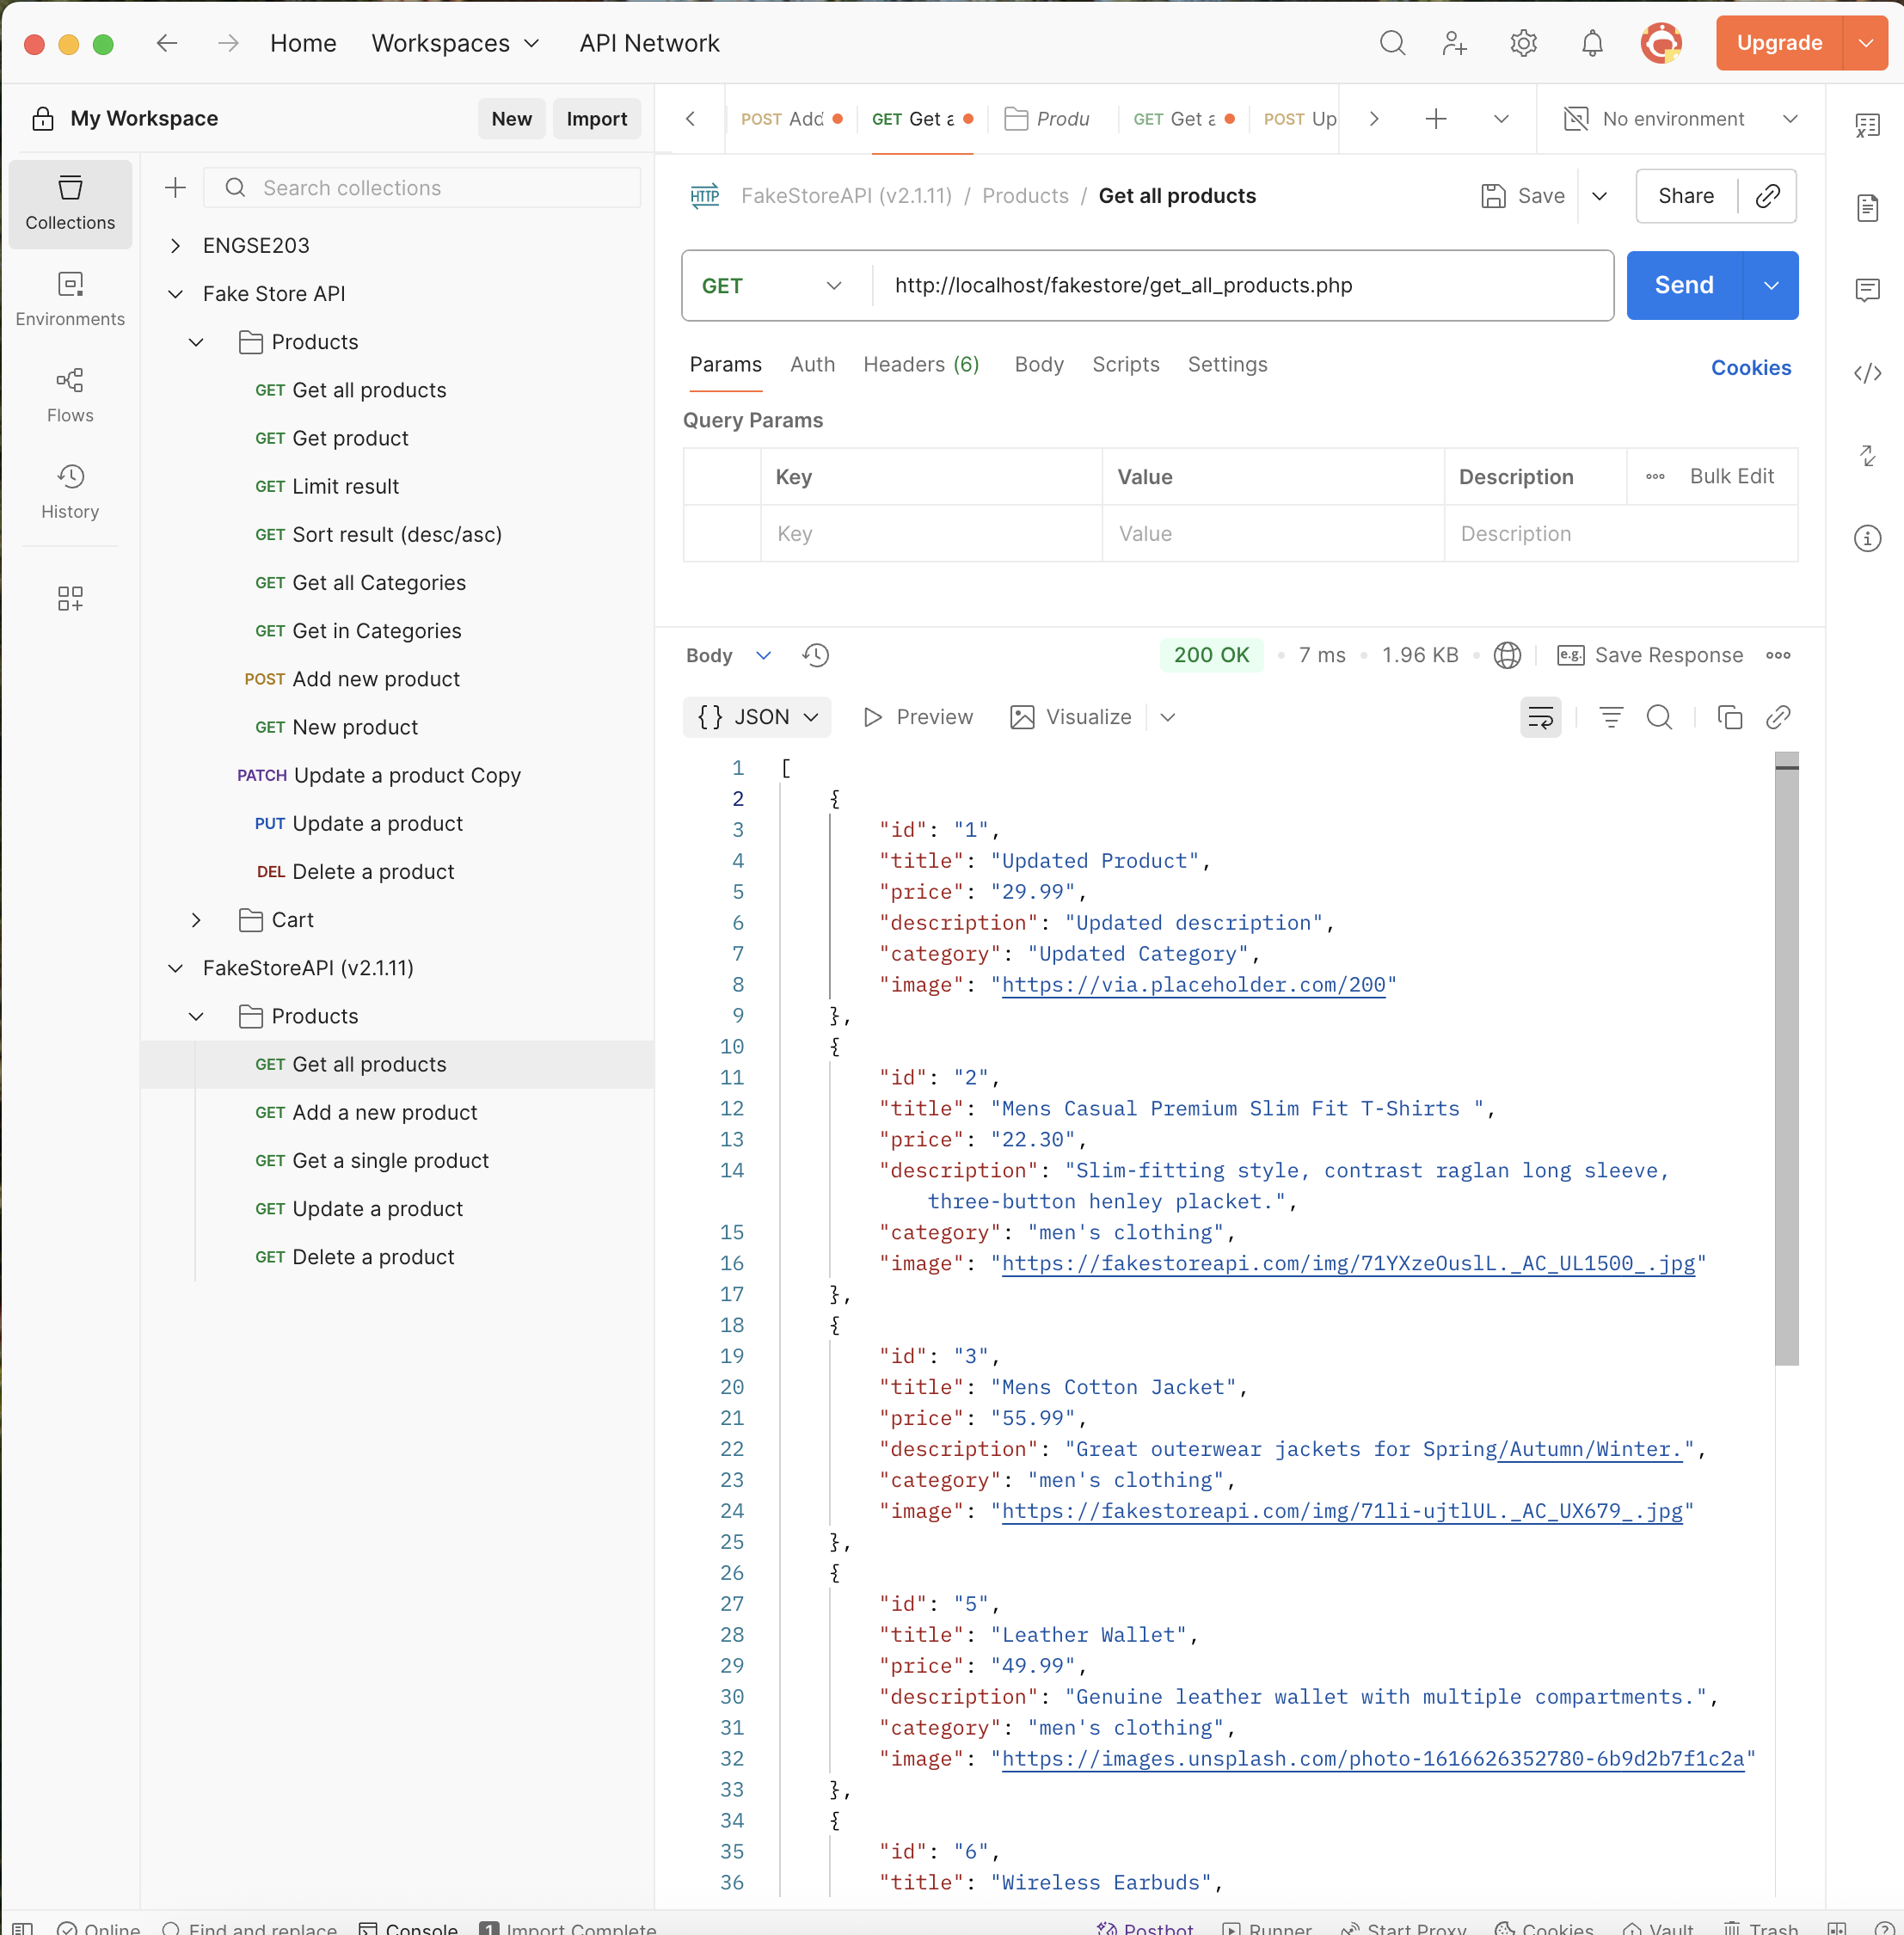 Home Workspaces API Network Upgrade
My Workspace New Import
POST Add GET Get a Produ GET Get a POST Up No environment
Collections
Environments
Flows
History
Search collections
ENGSE203
Fake Store API
Products
GET Get all products
GET Get product
GET Limit result
GET Sort result (desc/asc)
GET Get all Categories
GET Get in Categories
POST Add new product
GET New product
PATCH Update a product Copy
PUT Update a product
DEL Delete a product
Cart
FakeStoreAPI (v2.1.11)
Products
GET Get all products
GET Add a new product
GET Get a single product
GET Update a product
GET Delete a product
HTTP FakeStoreAPI (v2.1.11) / Products / Get all products Save Share
GET http://localhost/fakestore/get_all_products.php Send
Params Auth Headers (6) Body Scripts Settings Cookies
Query Params
Key Value Description Bulk Edit
Key Value Description
Body 200 OK • 7 ms • 1.96 KB • e.g. Save Response
{} JSON Preview Visualize
1 [
2 {
3 "id": "1",
4 "title": "Updated Product",
5 "price": "29.99",
6 "description": "Updated description",
7 "category": "Updated Category",
8 "image": "https://via.placeholder.com/200"
9 },
10 {
11 "id": "2",
12 "title": "Mens Casual Premium Slim Fit T-Shirts ",
13 "price": "22.30",
14 "description": "Slim-fitting style, contrast raglan long sleeve,
three-button henley placket.",
15 "category": "men's clothing",
16 "image": "https://fakestoreapi.com/img/71YXzeOuslL._AC_UL1500_.jpg"
17 },
18 {
19 "id": "3",
20 "title": "Mens Cotton Jacket",
21 "price": "55.99",
22 "description": "Great outerwear jackets for Spring/Autumn/Winter.",
23 "category": "men's clothing",
24 "image": "https://fakestoreapi.com/img/71li-ujtlUL._AC_UX679_.jpg"
25 },
26 {
27 "id": "5",
28 "title": "Leather Wallet",
29 "price": "49.99",
30 "description": "Genuine leather wallet with multiple compartments.",
31 "category": "men's clothing",
32 "image": "https://images.unsplash.com/photo-1616626352780-6b9d2b7f1c2a"
33 },
34 {
35 "id": "6",
36 "title": "Wireless Earbuds",
Online Find and replace Console 1 Import Complete Postbot Runner Start Proxy Cookies Vault Trash